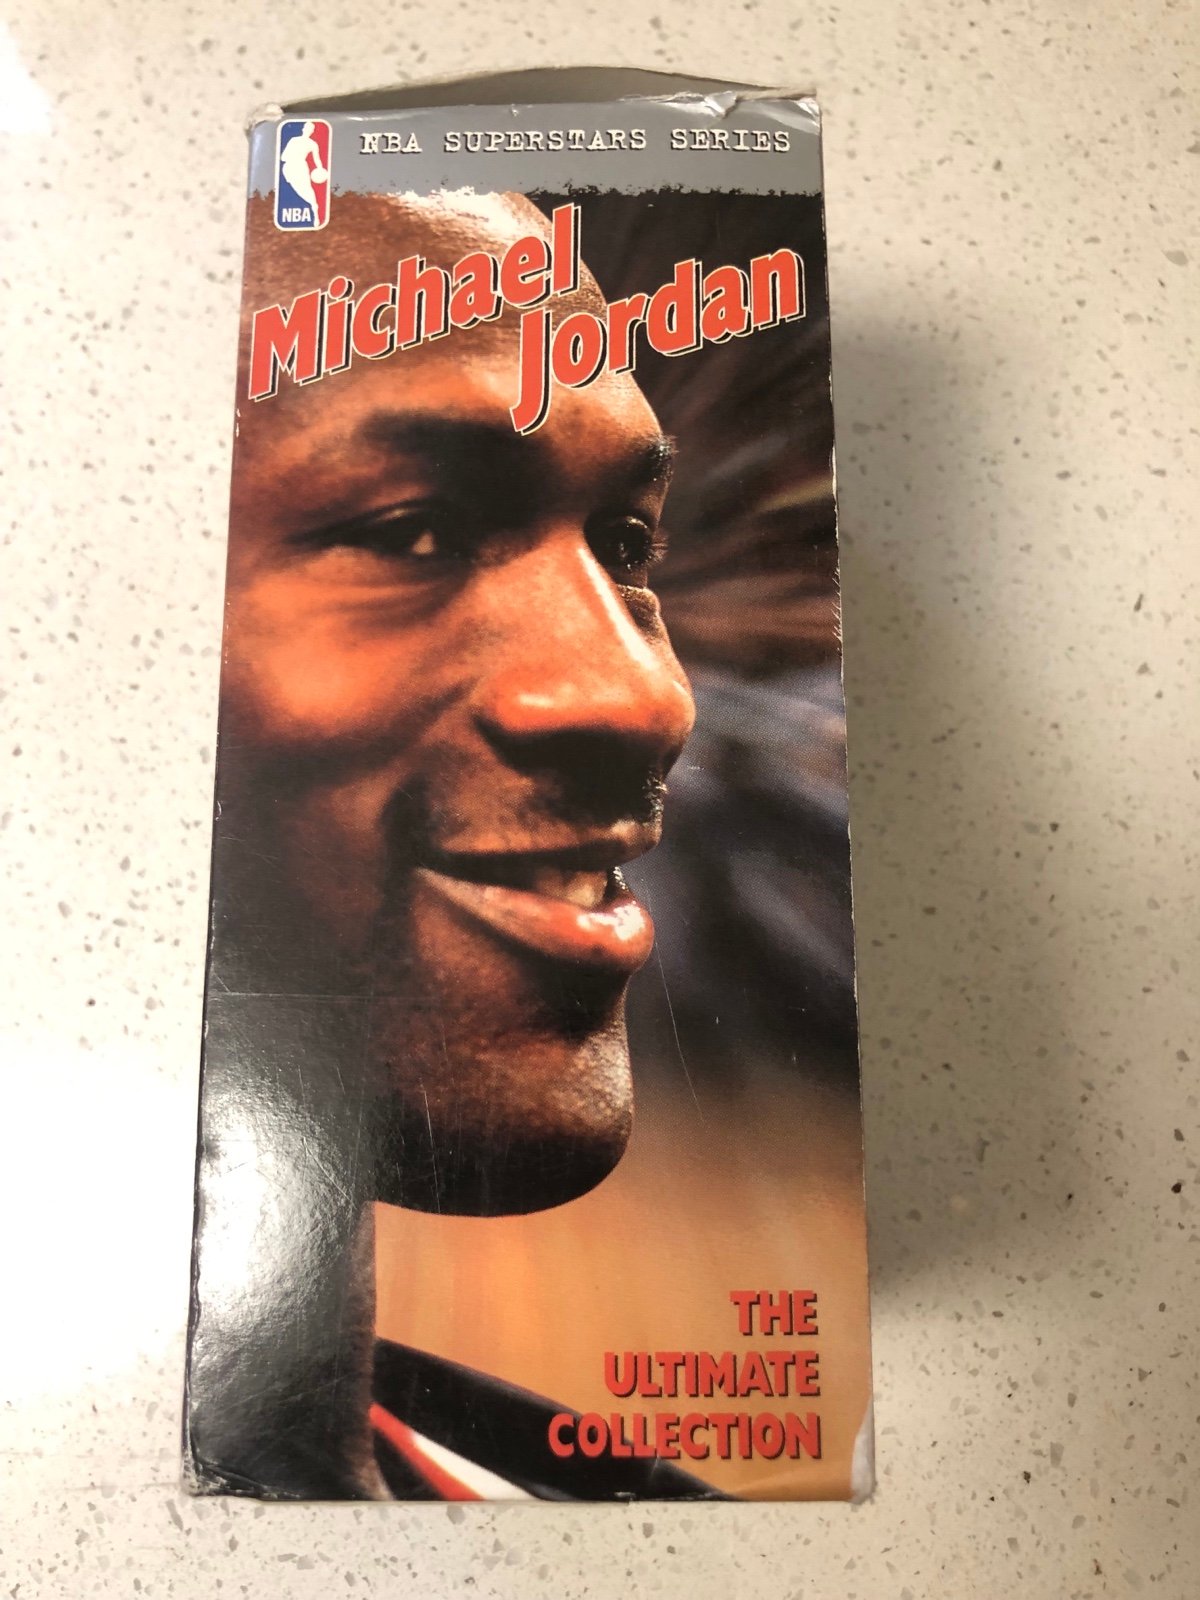 NBA SUPERSTARS SERIES
NBA
Michael
Jordan
THE
ULTIMATE
COLLECTION